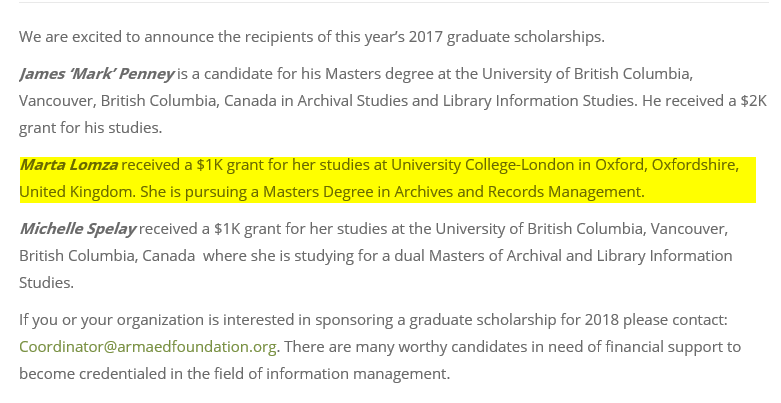 We are excited to announce the recipients of this year’s 2017 graduate scholarships.
James ‘Mark’ Penney is a candidate for his Masters degree at the University of British Columbia,
Vancouver, British Columbia, Canada in Archival Studies and Library Information Studies. He received a $2K
grant for his studies.
Marta Lomza received a $1K grant for her studies at University College-London in Oxford, Oxfordshire,
United Kingdom. She is pursuing a Masters Degree in Archives and Records Management.
Michelle Spelay received a $1K grant for her studies at the University of British Columbia, Vancouver,
British Columbia, Canada  where she is studying for a dual Masters of Archival and Library Information
Studies.
If you or your organization is interested in sponsoring a graduate scholarship for 2018 please contact:
Coordinator@armaedfoundation.org. There are many worthy candidates in need of financial support to
become credentialed in the field of information management.